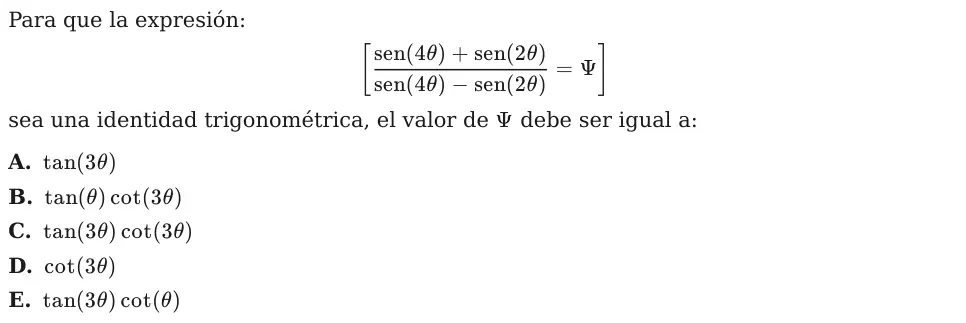 Para que la expresión:
[ (sen(4θ) + sen(2θ)) / (sen(4θ) − sen(2θ)) = Ψ ]
sea una identidad trigonométrica, el valor de Ψ debe ser igual a:
A. tan(3θ)
B. tan(θ) cot(3θ)
C. tan(3θ) cot(3θ)
D. cot(3θ)
E. tan(3θ) cot(θ)